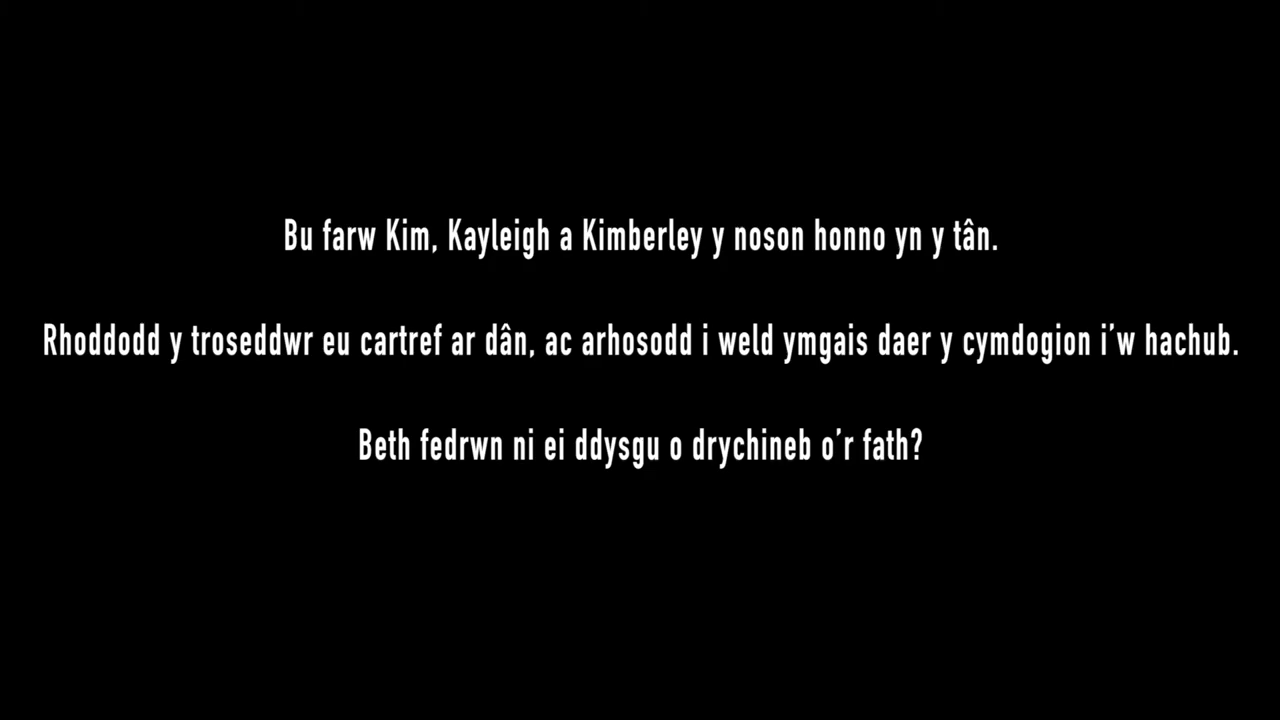 Bu farw Kim, Kayleigh a Kimberley y noson honno yn y tân.
Rhoddodd y troseddwr eu cartref ar dân, ac arhosodd i weld ymgais daer y cymdogion i’w hachub.
Beth fedrwn ni ei ddysgu o drychineb o’r fath?